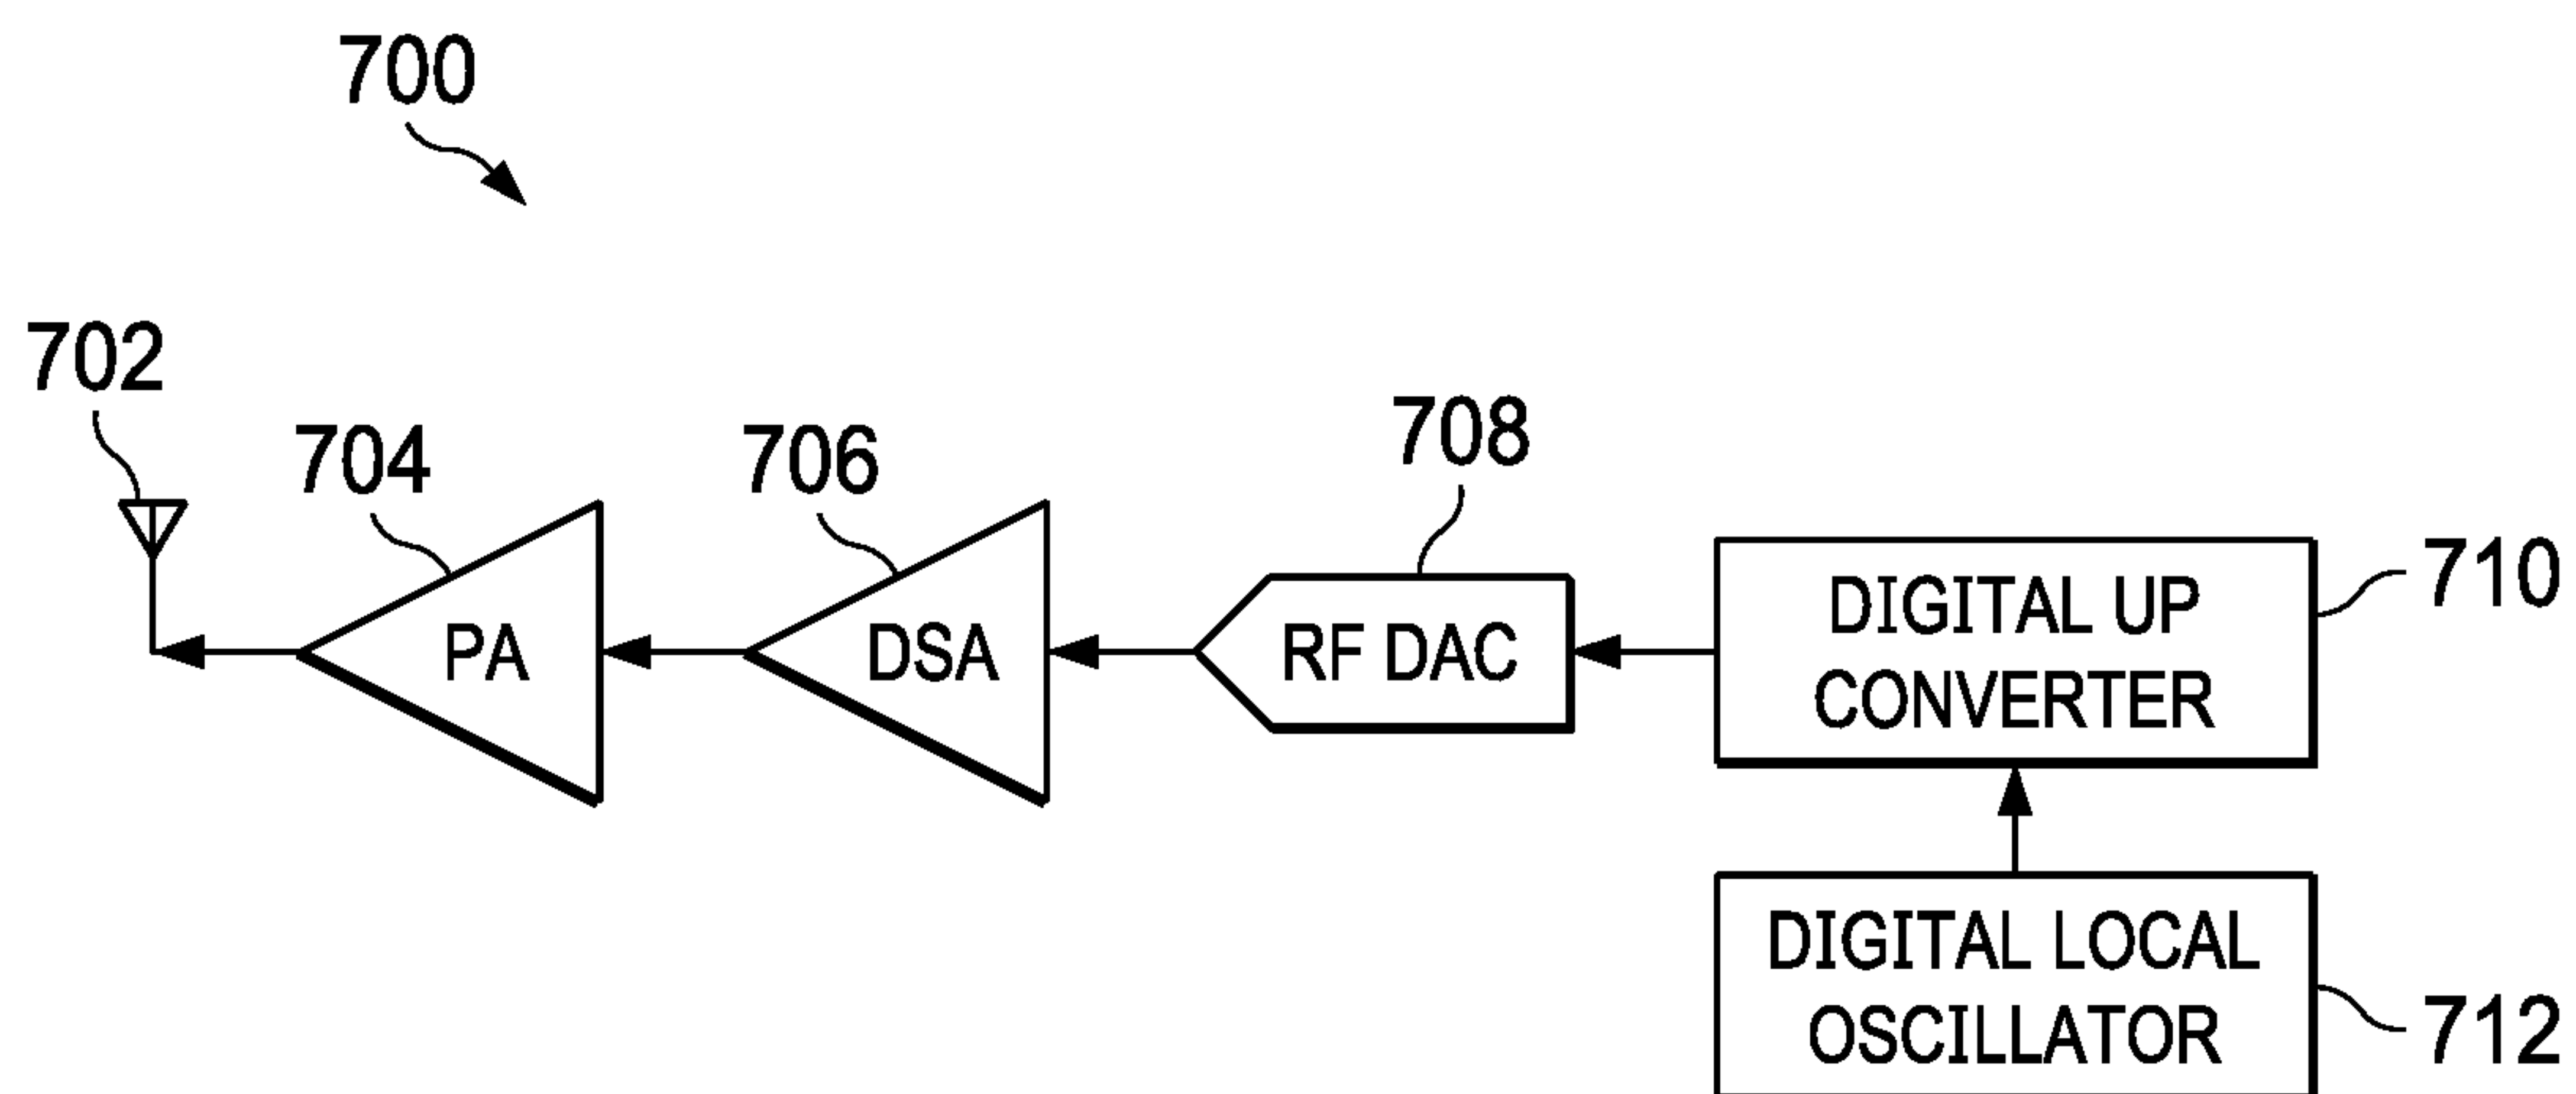 700
702
704
706
708
PA
DSA
RF DAC
DIGITAL UP
CONVERTER
710
DIGITAL LOCAL
OSCILLATOR
712